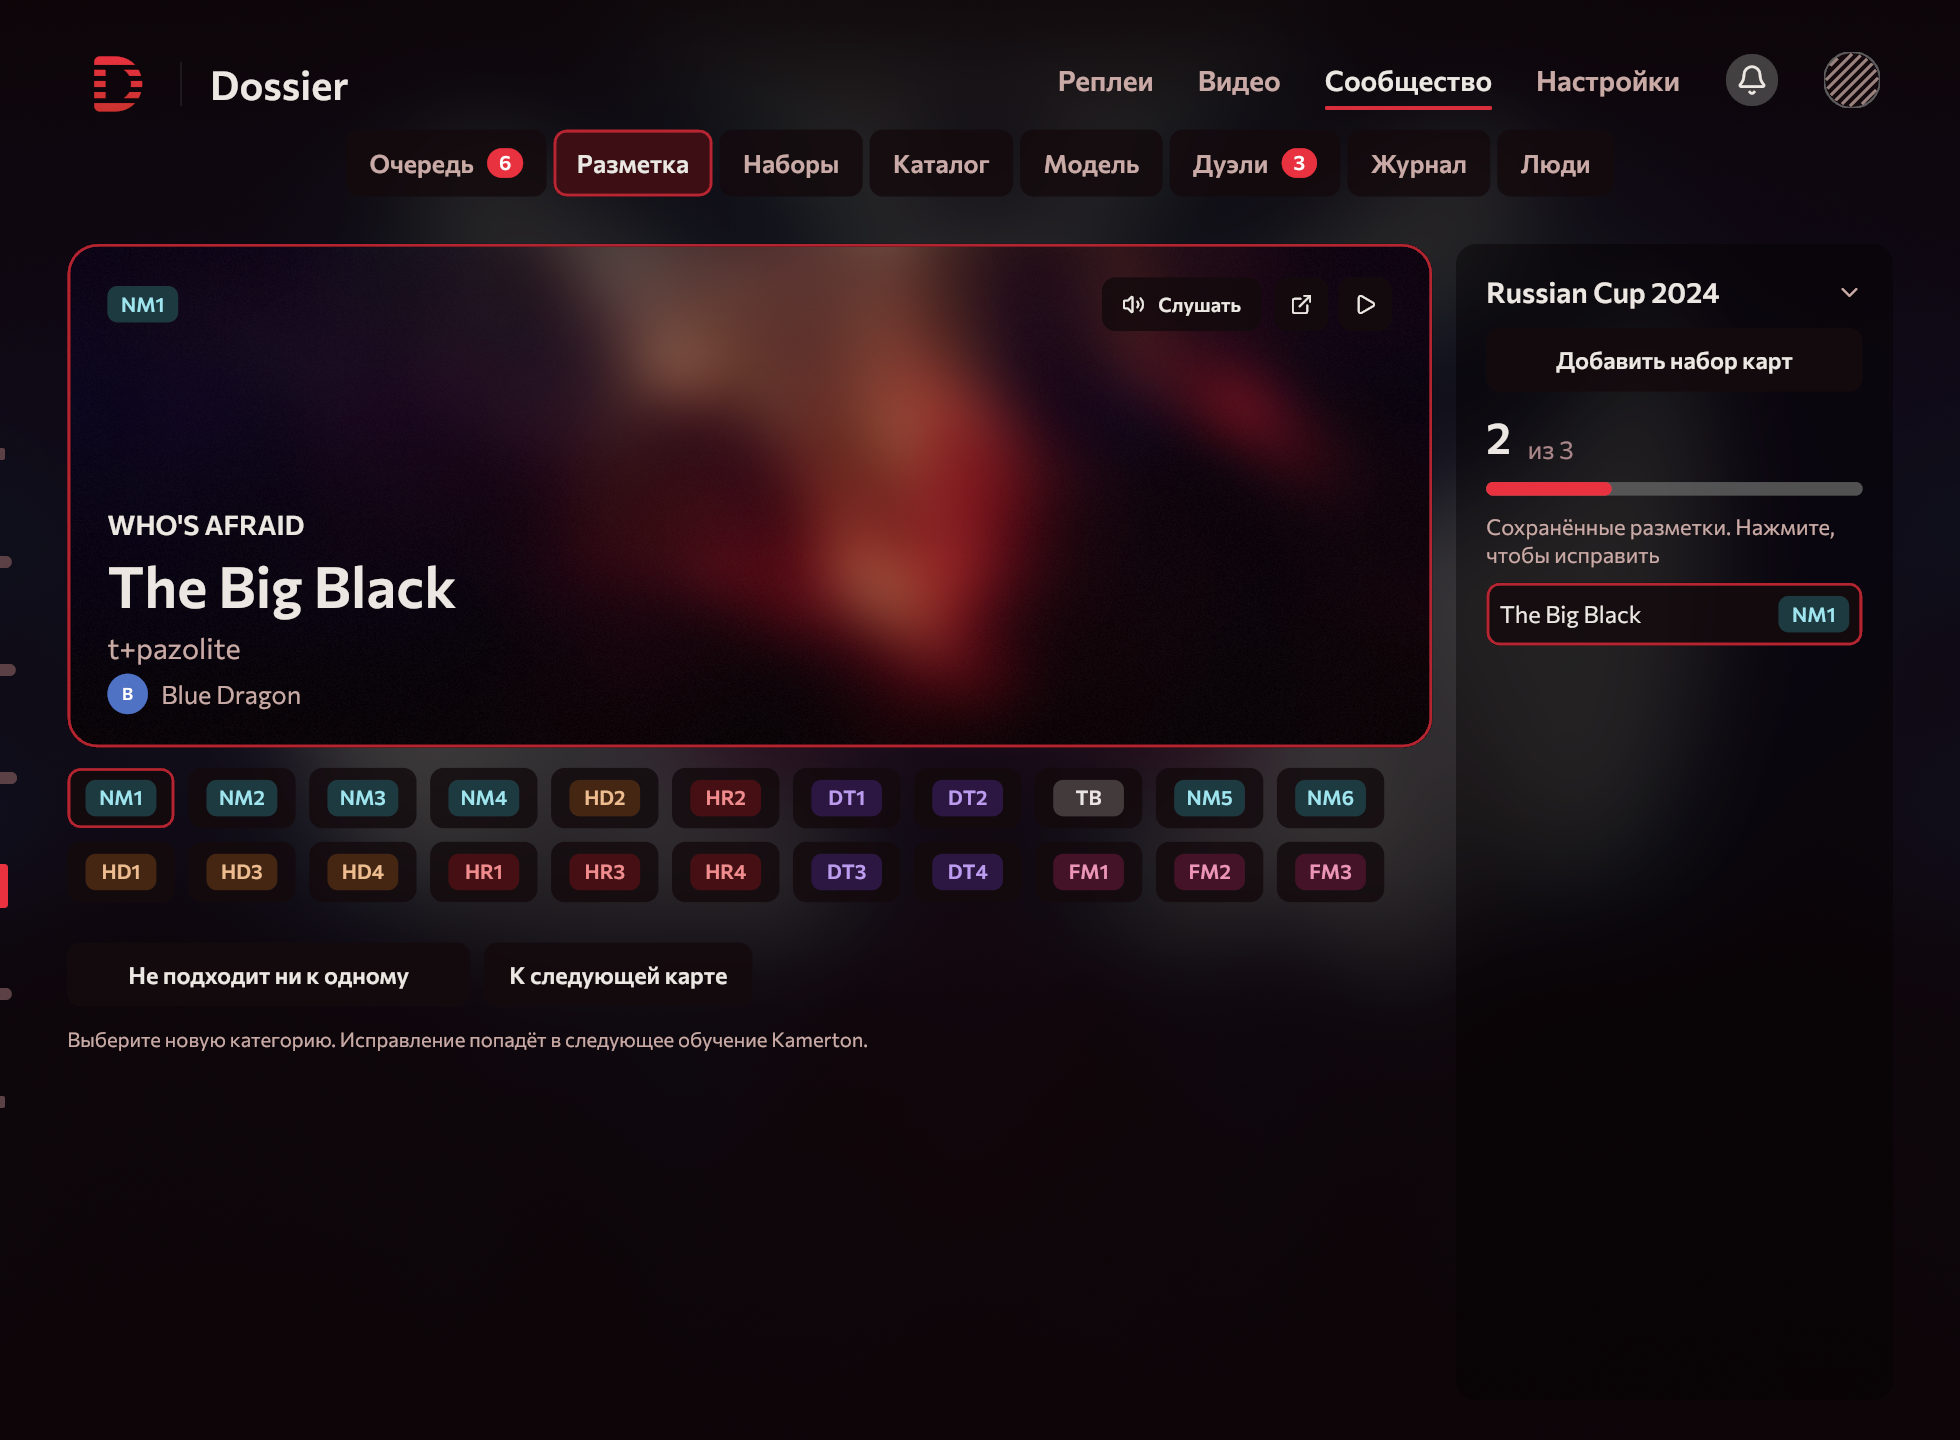 Dossier
Реплеи Видео Сообщество Настройки
Очередь 6 Разметка Наборы Каталог Модель Дуэли 3 Журнал Люди
NM1
Слушать
WHO'S AFRAID
The Big Black
t+pazolite
B Blue Dragon
NM1 NM2 NM3 NM4 HD2 HR2 DT1 DT2 TB NM5 NM6
HD1 HD3 HD4 HR1 HR3 HR4 DT3 DT4 FM1 FM2 FM3
Не подходит ни к одному К следующей карте
Выберите новую категорию. Исправление попадёт в следующее обучение Kamerton.
Russian Cup 2024
Добавить набор карт
2 из 3
Сохранённые разметки. Нажмите,
чтобы исправить
The Big Black NM1